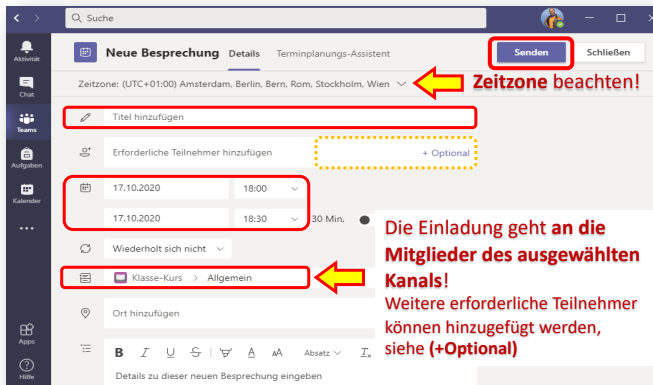 Suche
Aktivität
Chat
Teams
Aufgaben
Kalender
Apps
Hilfe
Neue Besprechung Details Terminplanungs-Assistent Senden Schließen
Zeitzone: (UTC+01:00) Amsterdam, Berlin, Bern, Rom, Stockholm, Wien
Zeitzone beachten!
Titel hinzufügen
Erforderliche Teilnehmer hinzufügen + Optional
17.10.2020 18:00
17.10.2020 18:30 30 Min.
Wiederholt sich nicht
Klasse-Kurs > Allgemein
Ort hinzufügen
B I U S A AA Absatz Ix
Details zu dieser neuen Besprechung eingeben
Die Einladung geht an die
Mitglieder des ausgewählten
Kanals!
Weitere erforderliche Teilnehmer
können hinzugefügt werden,
siehe (+Optional)